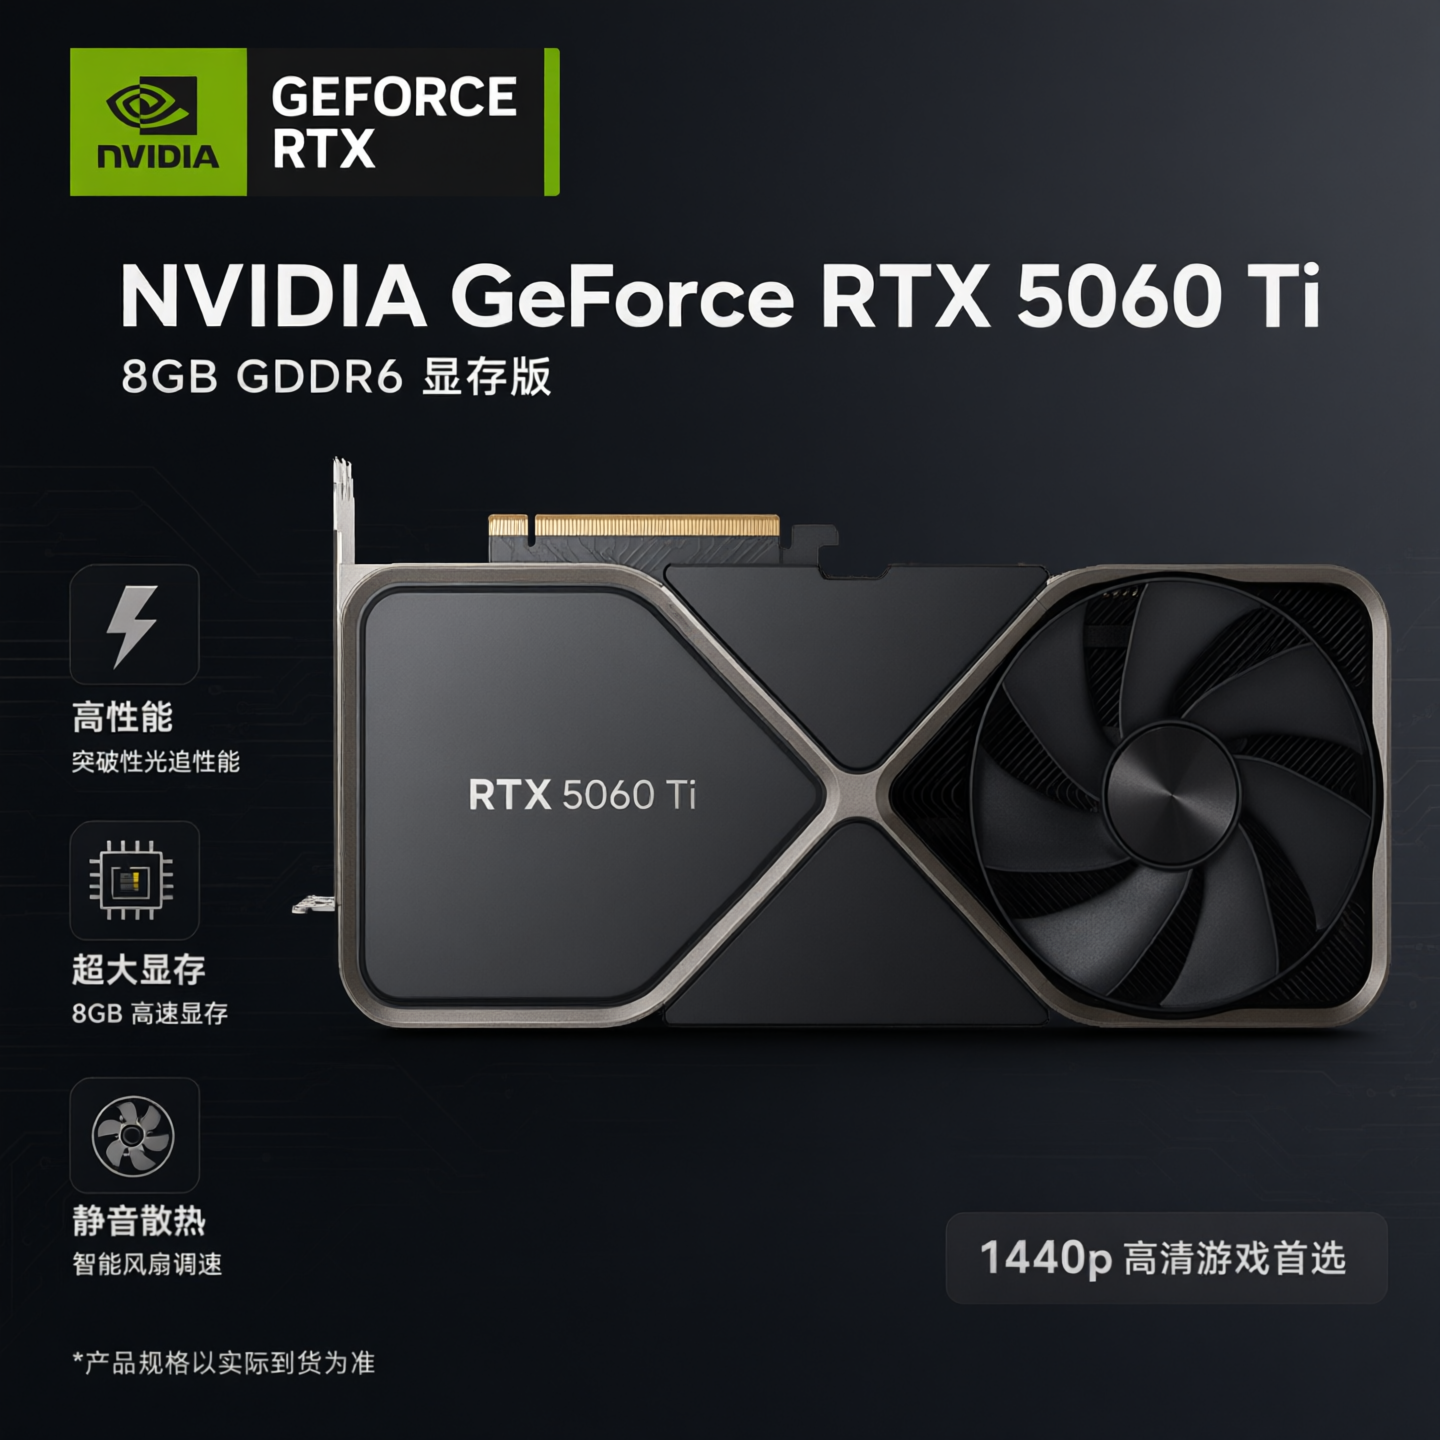 NVIDIA
GEFORCE
RTX
NVIDIA GeForce RTX 5060 Ti
8GB GDDR6 显存版
高性能
突破性光追性能
RTX 5060 Ti
超大显存
8GB 高速显存
静音散热
智能风扇调速
1440p 高清游戏首选
*产品规格以实际到货为准